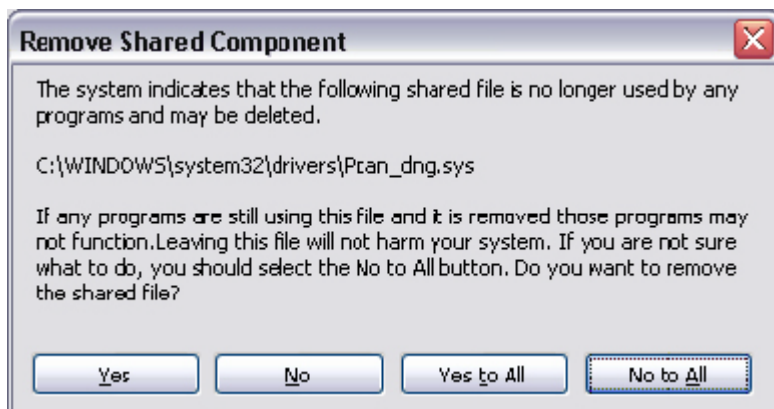 Remove Shared Component
The system indicates that the following shared file is no longer used by any
programs and may be deleted.
C:\WINDOWS\system32\drivers\Pcan_dng.sys
If any programs are still using this file and it is removed those programs may
not function.Leaving this file will not harm your system. If you are not sure
what to do, you should select the No to All button. Do you want to remove
the shared file?
Yes
No
Yes to All
No to All